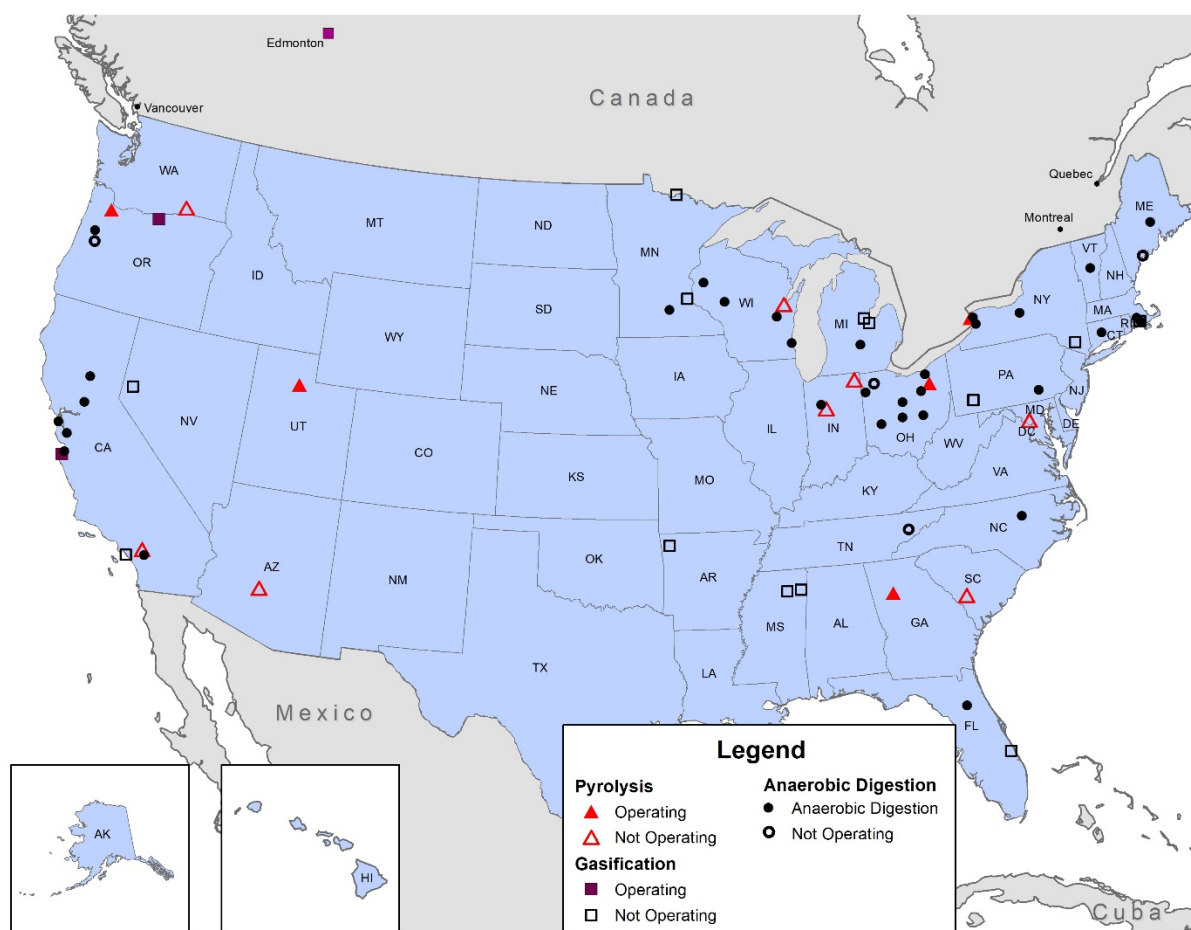 Edmonton
Canada
Vancouver
WA
Quebec
ME
Montreal
MT
ND
VT
MN
OR
NH
ID
NY
SD
WI
MA
MI
R
CT
WY
PA
IA
NE
NJ
NV
MD
UT
IL
IN
DE
OH
DC
CA
CO
WV
VA
KS
MO
KY
NC
TN
OK
AZ
AR
NM
SC
MS
AL
GA
LA
TX
Mexico
FL
AK
HI
Cuba
Legend
Pyrolysis
Operating
Not Operating
Gasification
Operating
Not Operating
Anaerobic Digestion
Anaerobic Digestion
Not Operating